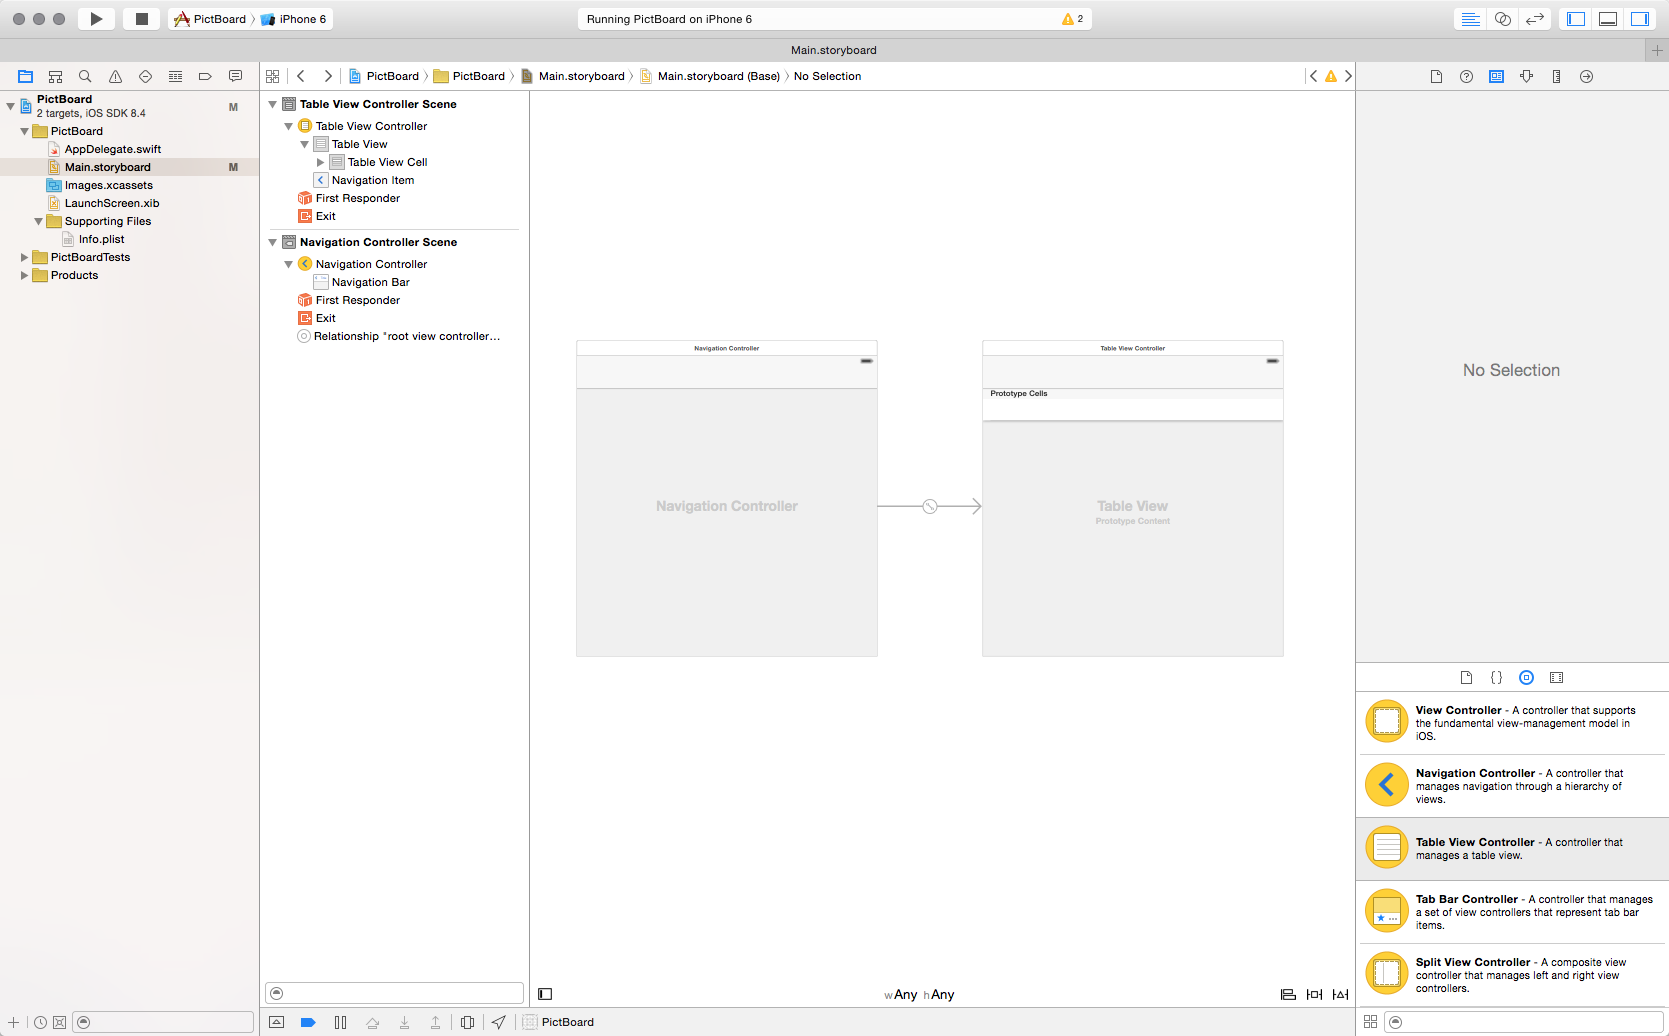 PictBoard
iPhone 6
Running PictBoard on iPhone 6
2
Main.storyboard
PictBoard
PictBoard
Main.storyboard
Main.storyboard (Base)
No Selection
PictBoard
2 targets, iOS SDK 8.4
M
PictBoard
AppDelegate.swift
Main.storyboard
M
Images.xcassets
LaunchScreen.xib
Supporting Files
Info.plist
PictBoardTests
Products
Table View Controller Scene
Table View Controller
Table View
Table View Cell
Navigation Item
First Responder
Exit
Navigation Controller Scene
Navigation Controller
Navigation Bar
First Responder
Exit
Relationship "root view controller...
Navigation Controller
Navigation Controller
Table View Controller
Prototype Cells
Table View
Prototype Content
wAny hAny
PictBoard
No Selection
View Controller - A controller that supports
the fundamental view-management model in
iOS.
Navigation Controller - A controller that
manages navigation through a hierarchy of
views.
Table View Controller - A controller that
manages a table view.
Tab Bar Controller - A controller that manages
a set of view controllers that represent tab bar
items.
Split View Controller - A composite view
controller that manages left and right view
controllers.